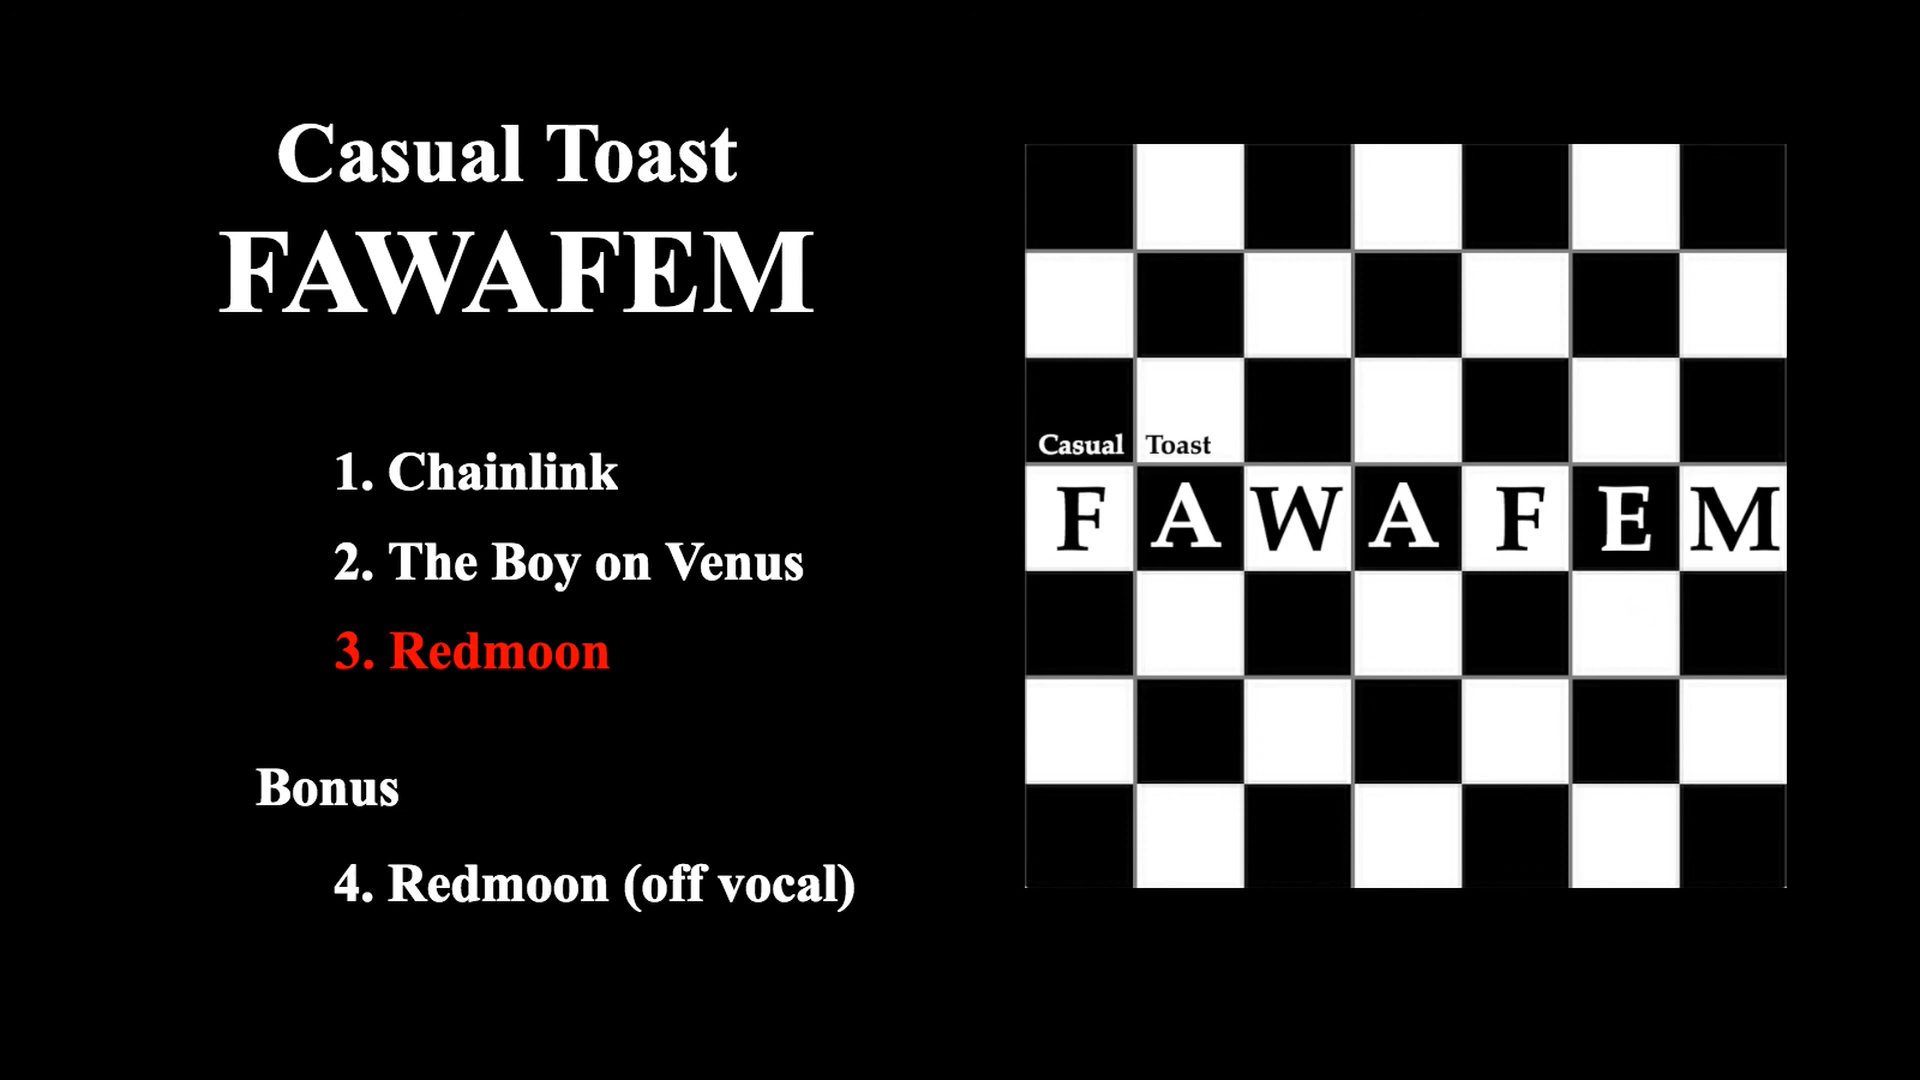 Casual Toast
FAWAFEM
1. Chainlink
2. The Boy on Venus
3. Redmoon
Bonus
4. Redmoon (off vocal)
Casual Toast
FAWAFEM